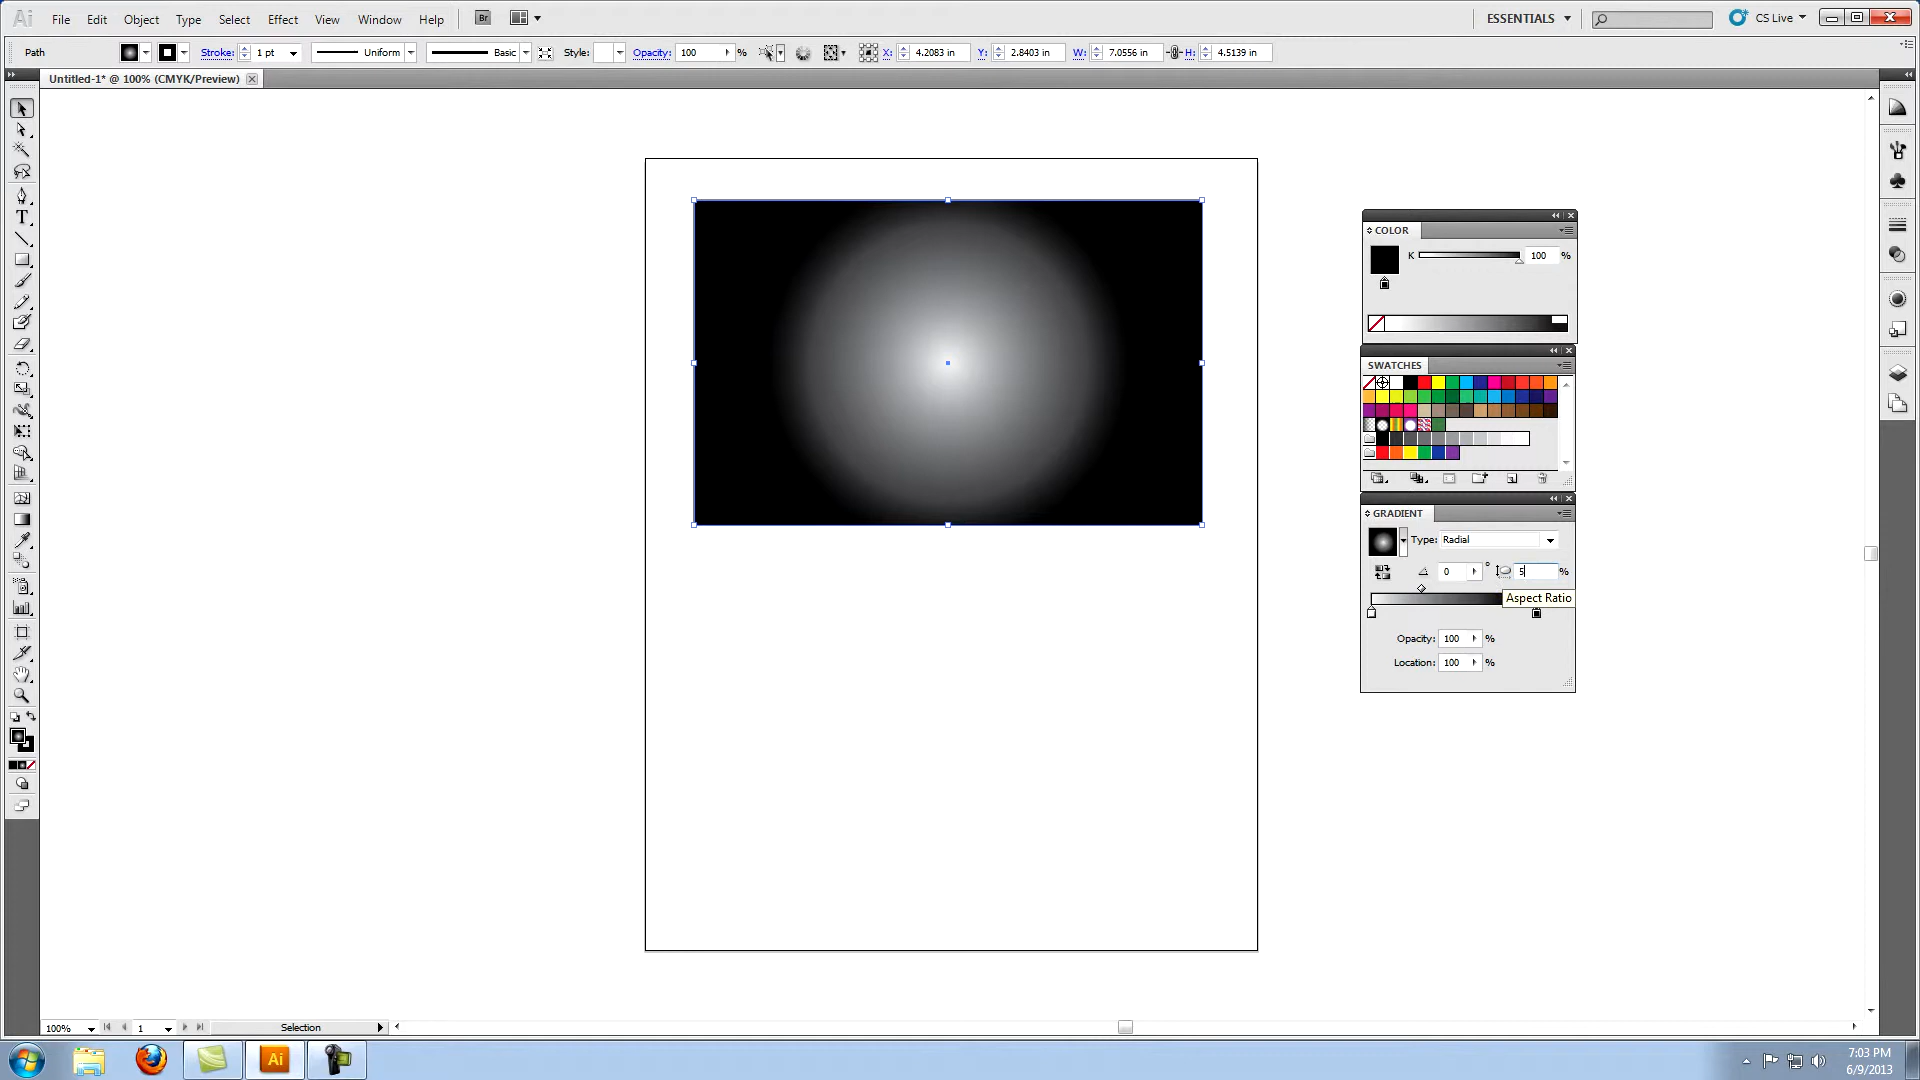 Ai File Edit Object Type Select Effect View Window Help Br ESSENTIALS CS Live
Path Stroke: 1 pt Uniform Basic Style: Opacity: 100 % X: 4.2083 in Y: 2.8403 in W: 7.0556 in H: 4.5139 in
Untitled-1* @ 100% (CMYK/Preview)
COLOR
K 100 %
SWATCHES
GRADIENT
Type: Radial
0 ° 5 %
Aspect Ratio
Opacity: 100 %
Location: 100 %
100% 1 Selection
Ai
7:03 PM
6/9/2013